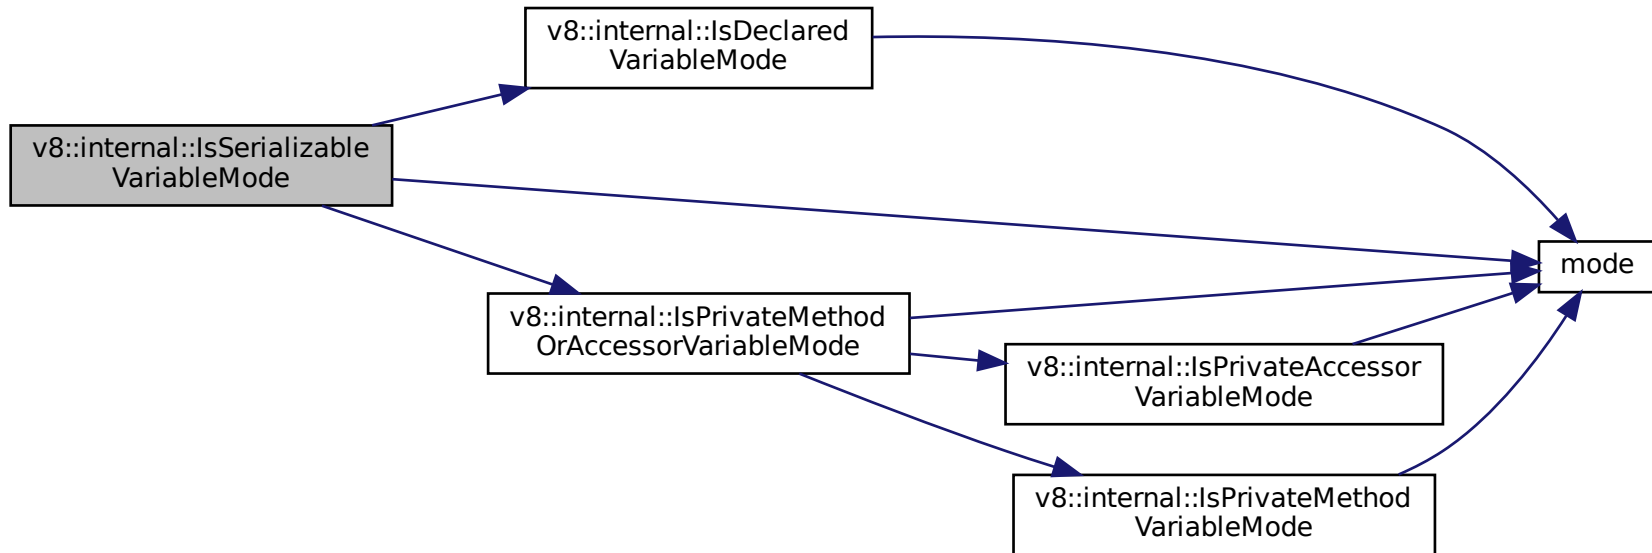 v8::internal::IsDeclared
VariableMode
v8::internal::IsSerializable
VariableMode
mode
v8::internal::IsPrivateMethod
OrAccessorVariableMode
v8::internal::IsPrivateAccessor
VariableMode
v8::internal::IsPrivateMethod
VariableMode